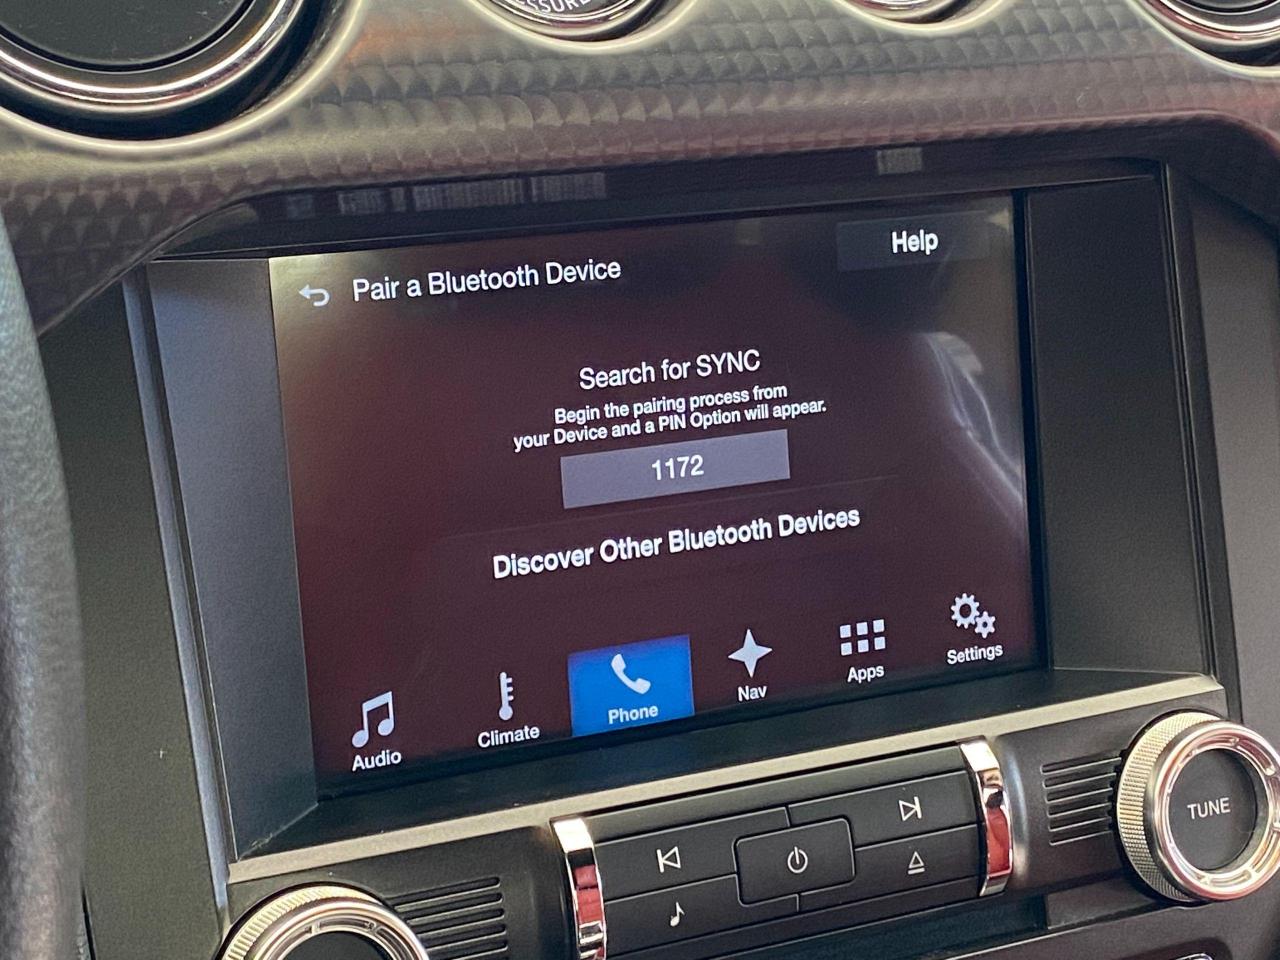 SSURE
Help
Pair a Bluetooth Device
Search for SYNC
Begin the pairing process from
your Device and a PIN Option will appear.
1172
Discover Other Bluetooth Devices
Audio
Climate
Phone
Nav
Apps
Settings
TUNE